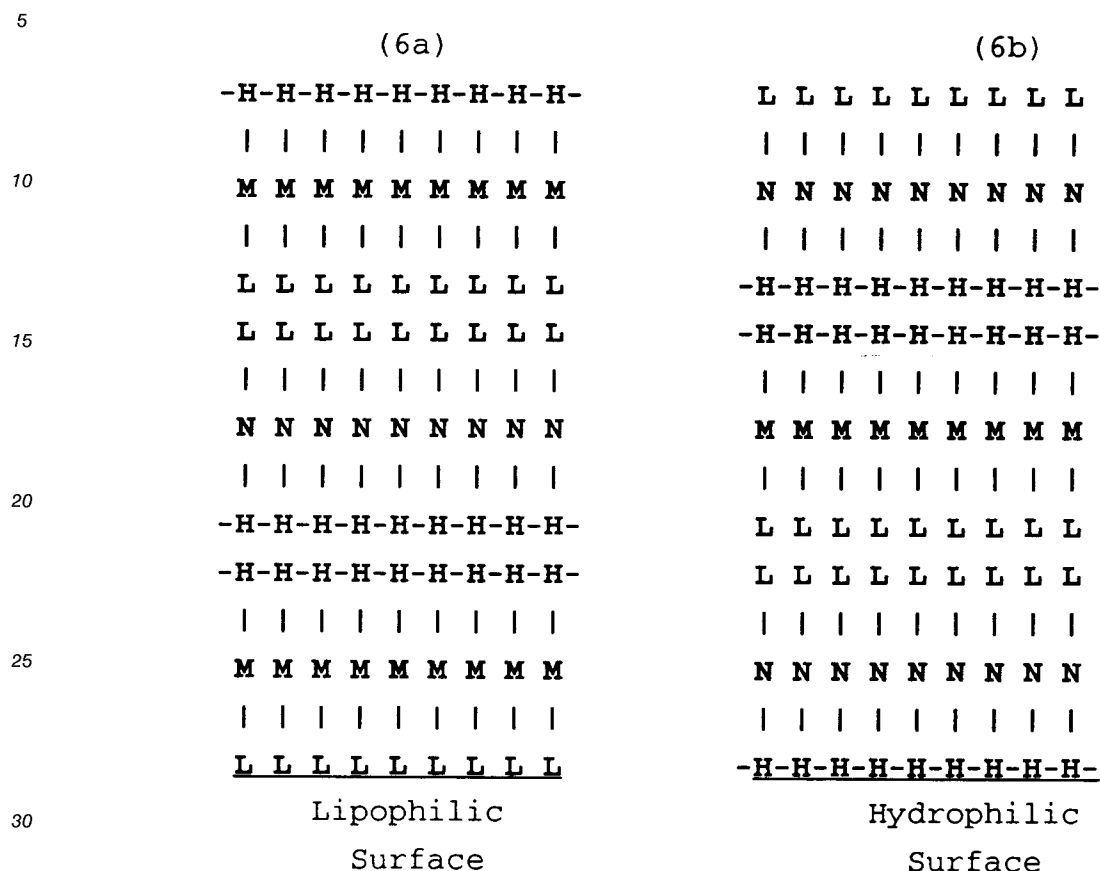 5
(6a) (6b)
-H-H-H-H-H-H-H-H-H- L L L L L L L L L
| | | | | | | | | | | | | | | | | |
10 M M M M M M M M M N N N N N N N N N
| | | | | | | | | | | | | | | | | |
L L L L L L L L L -H-H-H-H-H-H-H-H-H-
15 L L L L L L L L L -H-H-H-H-H-H-H-H-H-
| | | | | | | | | | | | | | | | | |
N N N N N N N N N M M M M M M M M M
| | | | | | | | | | | | | | | | | |
20 -H-H-H-H-H-H-H-H-H- L L L L L L L L L
-H-H-H-H-H-H-H-H-H- L L L L L L L L L
| | | | | | | | | | | | | | | | | |
25 M M M M M M M M M N N N N N N N N N
| | | | | | | | | | | | | | | | | |
L L L L L L L L L -H-H-H-H-H-H-H-H-H-
30 Lipophilic Hydrophilic
Surface Surface